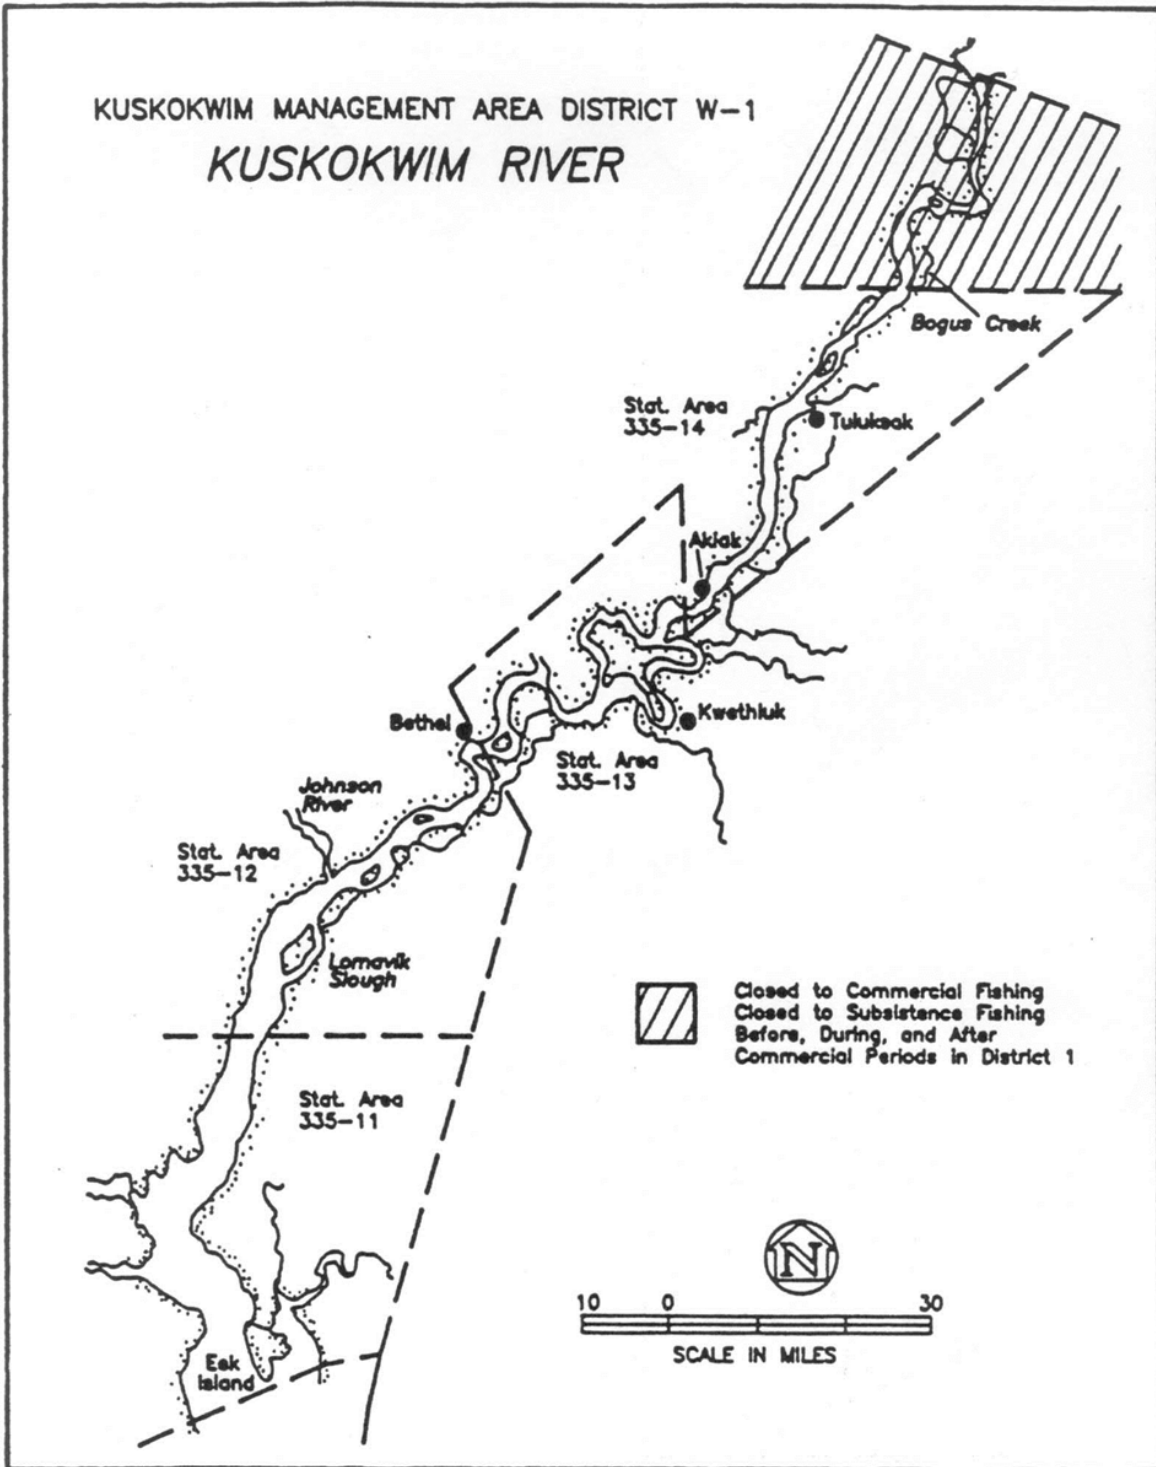 KUSKOKWIM MANAGEMENT AREA DISTRICT W-1
KUSKOKWIM RIVER
Bogus Creek
Stat. Area
335-14
Tuluksak
Akiak
Bethel
Kwethluk
Stat. Area
335-13
Johnson
River
Stat. Area
335-12
Lomavik
Slough
Closed to Commercial Fishing
Closed to Subsistence Fishing
Before, During, and After
Commercial Periods in District 1
Stat. Area
335-11
N
10 0 30
SCALE IN MILES
Eek
Island